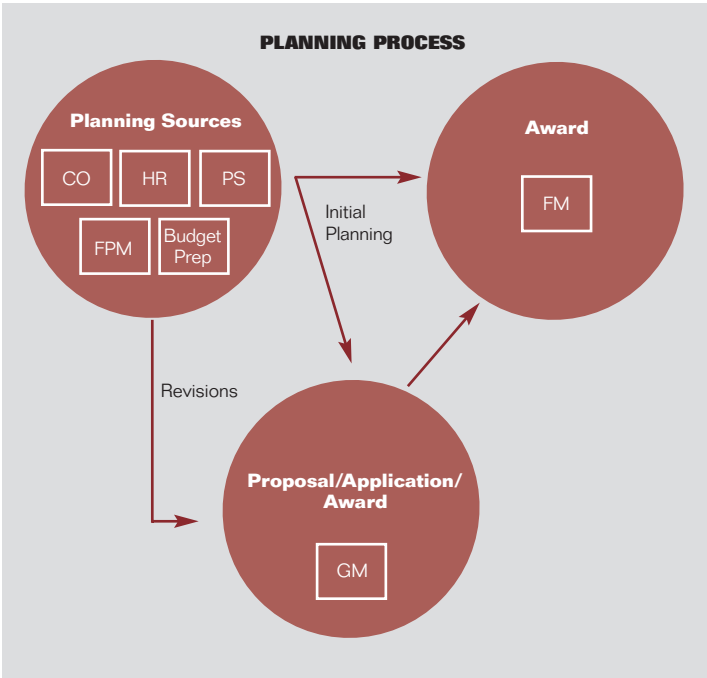 PLANNING PROCESS
Planning Sources
CO
HR
PS
FPM
Budget
Prep
Initial
Planning
Award
FM
Revisions
Proposal/Application/
Award
GM